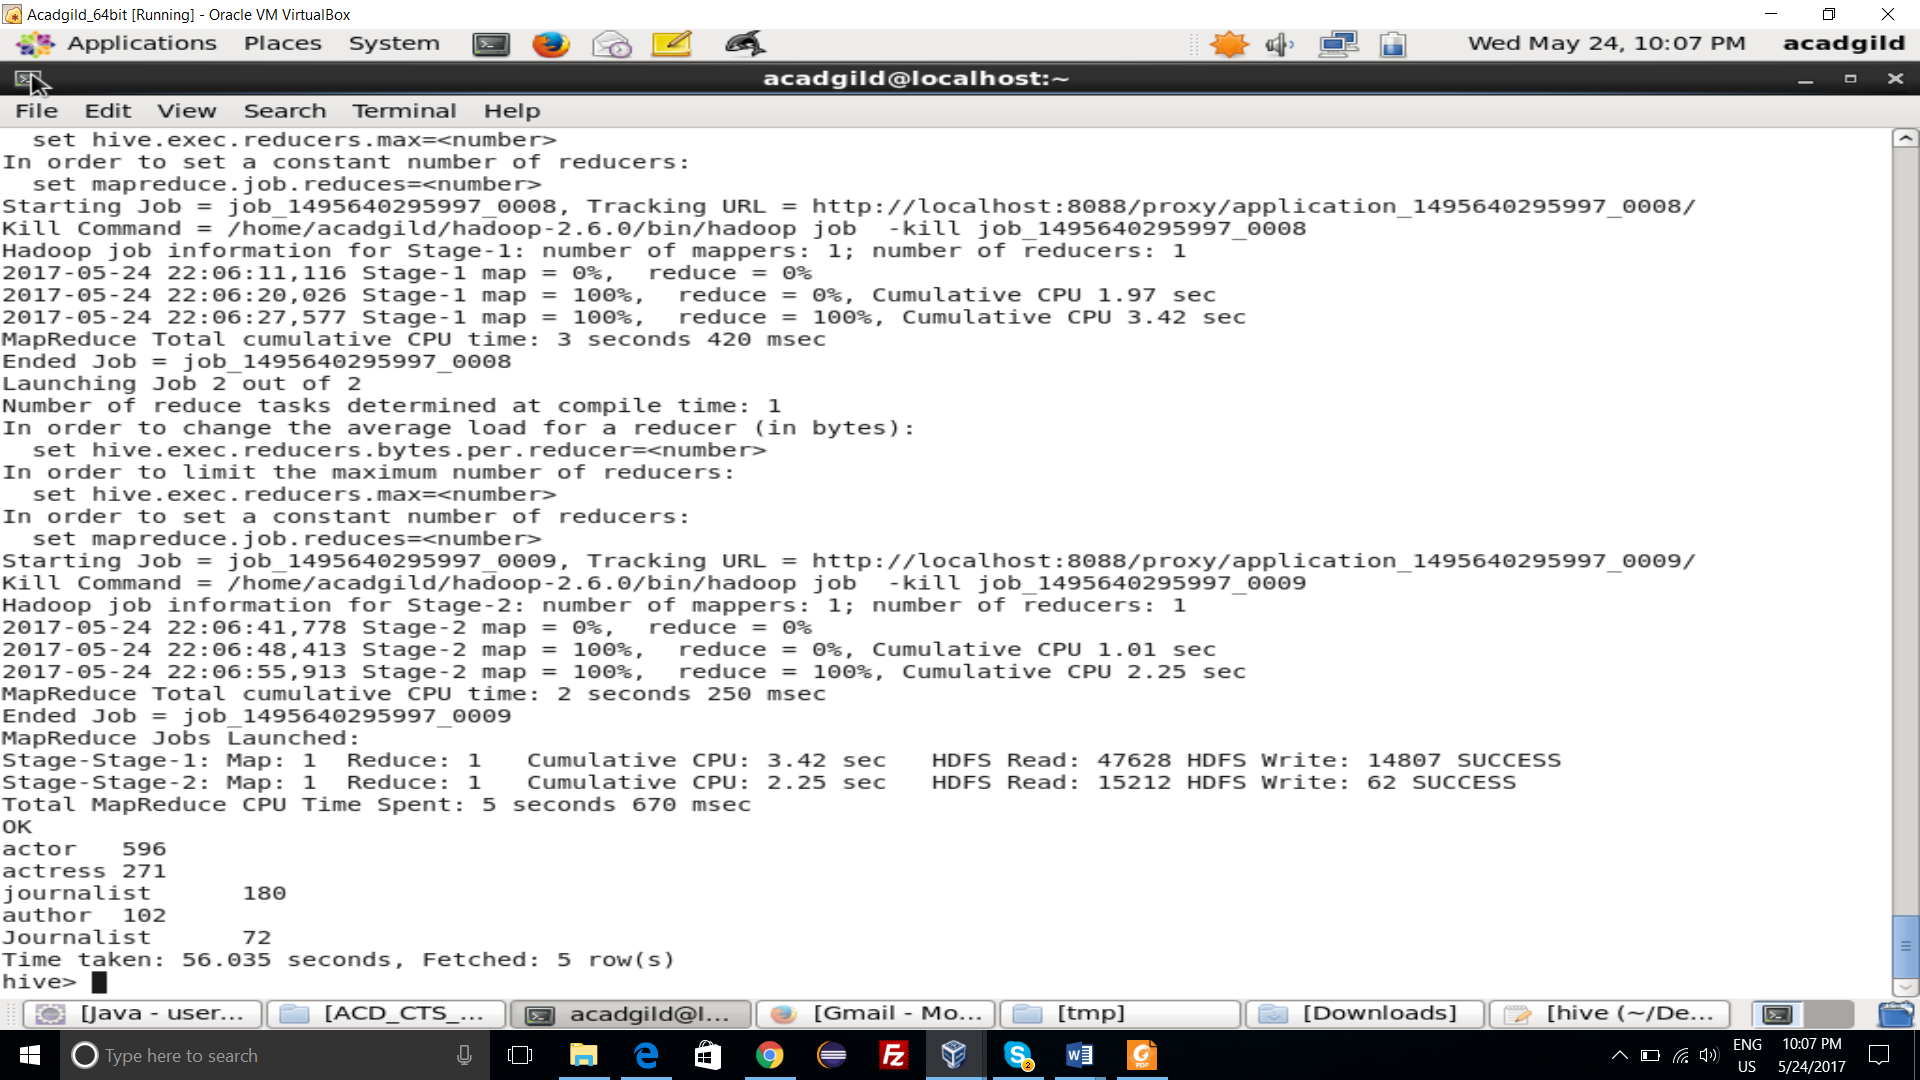 Acadgild_64bit [Running] - Oracle VM VirtualBox
Applications Places System Wed May 24, 10:07 PM acadgild
acadgild@localhost:~
File Edit View Search Terminal Help
  set hive.exec.reducers.max=<number>
In order to set a constant number of reducers:
  set mapreduce.job.reduces=<number>
Starting Job = job_1495640295997_0008, Tracking URL = http://localhost:8088/proxy/application_1495640295997_0008/
Kill Command = /home/acadgild/hadoop-2.6.0/bin/hadoop job  -kill job_1495640295997_0008
Hadoop job information for Stage-1: number of mappers: 1; number of reducers: 1
2017-05-24 22:06:11,116 Stage-1 map = 0%,  reduce = 0%
2017-05-24 22:06:20,026 Stage-1 map = 100%,  reduce = 0%, Cumulative CPU 1.97 sec
2017-05-24 22:06:27,577 Stage-1 map = 100%,  reduce = 100%, Cumulative CPU 3.42 sec
MapReduce Total cumulative CPU time: 3 seconds 420 msec
Ended Job = job_1495640295997_0008
Launching Job 2 out of 2
Number of reduce tasks determined at compile time: 1
In order to change the average load for a reducer (in bytes):
  set hive.exec.reducers.bytes.per.reducer=<number>
In order to limit the maximum number of reducers:
  set hive.exec.reducers.max=<number>
In order to set a constant number of reducers:
  set mapreduce.job.reduces=<number>
Starting Job = job_1495640295997_0009, Tracking URL = http://localhost:8088/proxy/application_1495640295997_0009/
Kill Command = /home/acadgild/hadoop-2.6.0/bin/hadoop job  -kill job_1495640295997_0009
Hadoop job information for Stage-2: number of mappers: 1; number of reducers: 1
2017-05-24 22:06:41,778 Stage-2 map = 0%,  reduce = 0%
2017-05-24 22:06:48,413 Stage-2 map = 100%,  reduce = 0%, Cumulative CPU 1.01 sec
2017-05-24 22:06:55,913 Stage-2 map = 100%,  reduce = 100%, Cumulative CPU 2.25 sec
MapReduce Total cumulative CPU time: 2 seconds 250 msec
Ended Job = job_1495640295997_0009
MapReduce Jobs Launched:
Stage-Stage-1: Map: 1  Reduce: 1   Cumulative CPU: 3.42 sec   HDFS Read: 47628 HDFS Write: 14807 SUCCESS
Stage-Stage-2: Map: 1  Reduce: 1   Cumulative CPU: 2.25 sec   HDFS Read: 15212 HDFS Write: 62 SUCCESS
Total MapReduce CPU Time Spent: 5 seconds 670 msec
OK
actor   596
actress 271
journalist      180
author  102
Journalist      72
Time taken: 56.035 seconds, Fetched: 5 row(s)
hive>
[Java - user... [ACD_CTS_... acadgild@l... [Gmail - Mo... [tmp] [Downloads] [hive (~/De...
Type here to search ENG 10:07 PM
US 5/24/2017